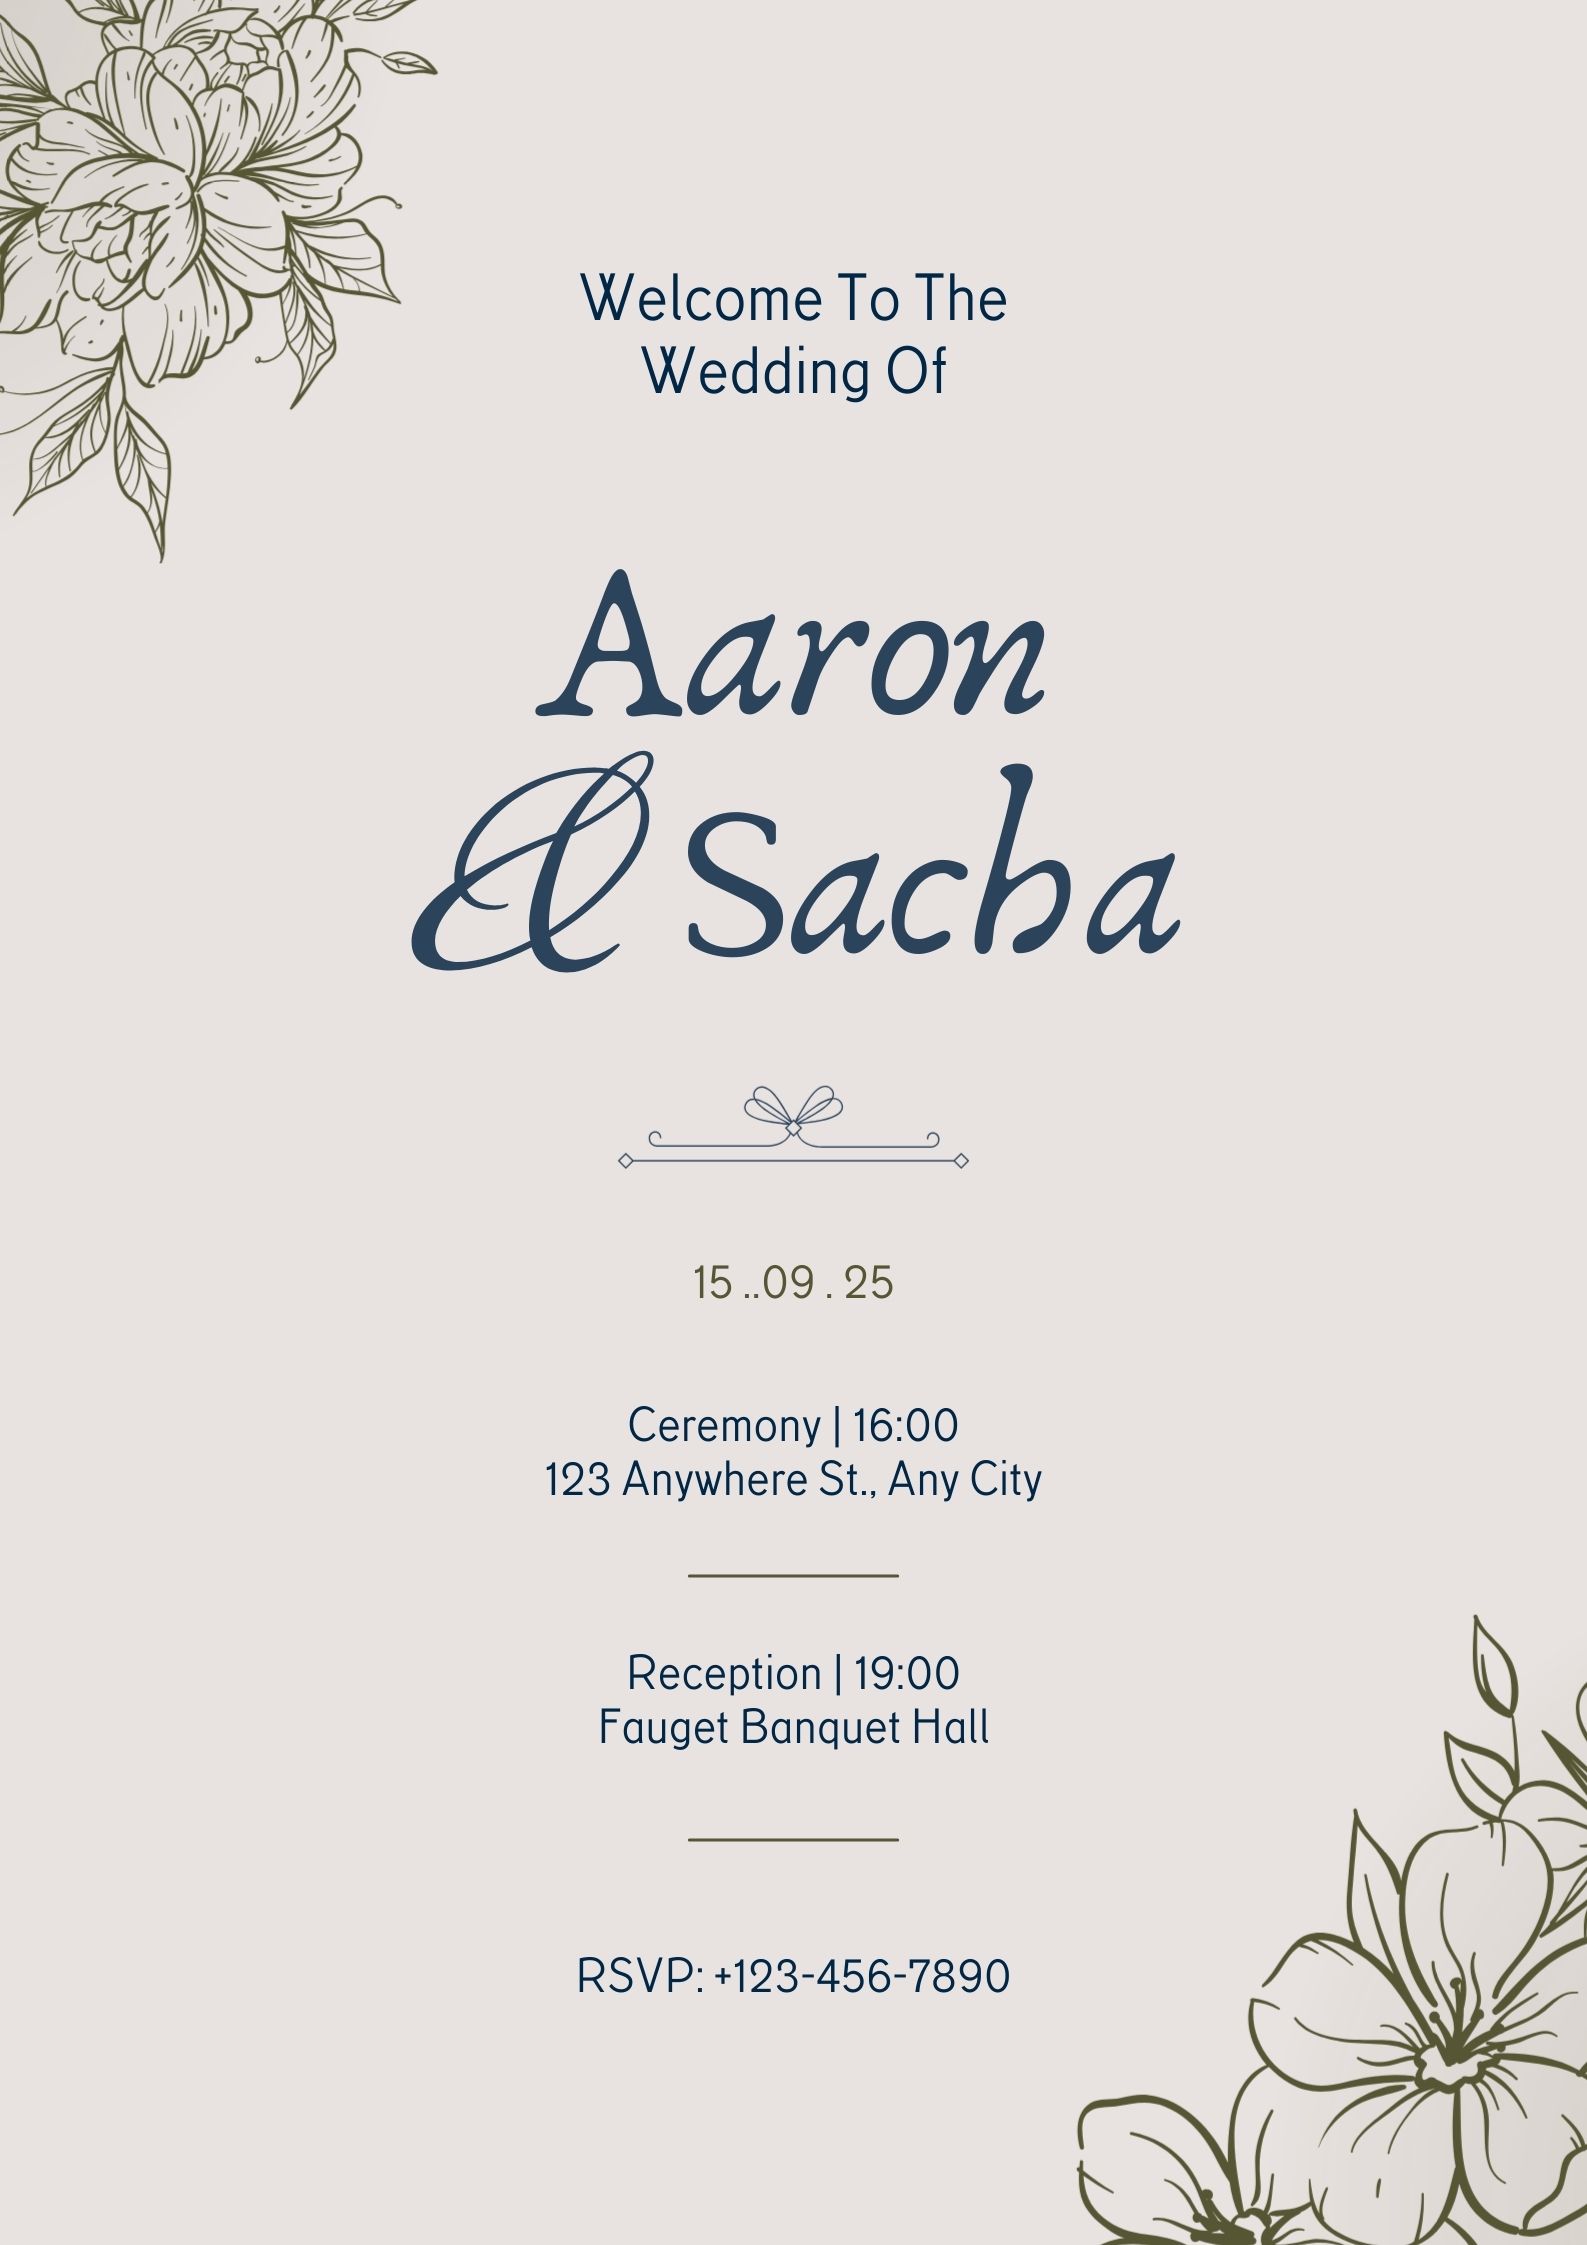 Welcome To The
Wedding Of
Aaron
& Sacha
15 ..09 . 25
Ceremony | 16:00
123 Anywhere St., Any City
Reception | 19:00
Fauget Banquet Hall
RSVP: +123-456-7890